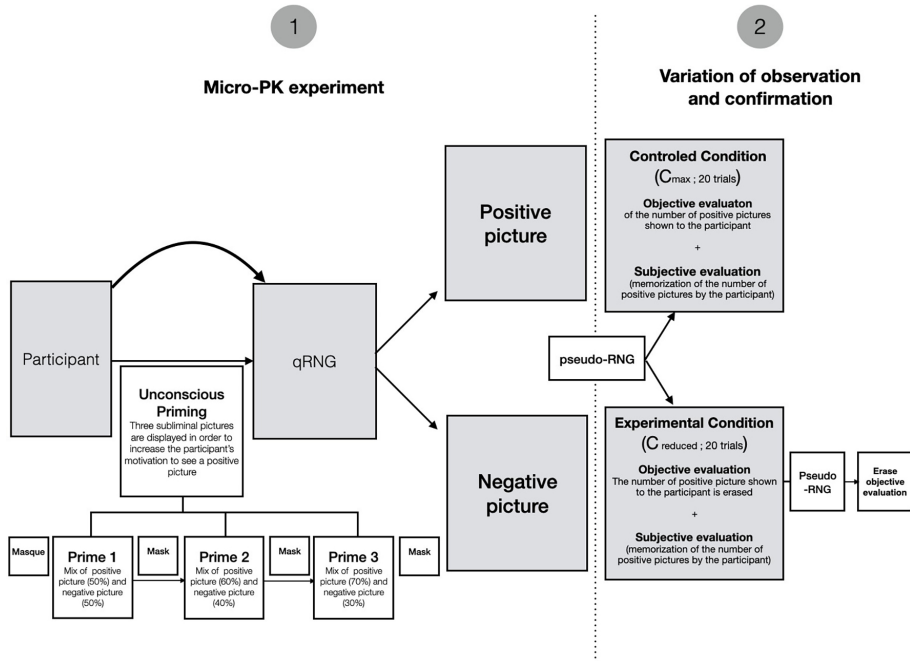 1
Micro-PK experiment
Participant
qRNG
Positive
picture
Negative
picture
Unconscious
Priming
Three subliminal pictures
are displayed in order to
increase the participant's
motivation to see a positive
picture
Masque
Prime 1
Mix of positive
picture (50%) and
negative picture
(50%)
Mask
Prime 2
Mix of positive
picture (60%) and
negative picture
(40%)
Mask
Prime 3
Mix of positive
picture (70%) and
negative picture
(30%)
Mask
2
Variation of observation
and confirmation
Controled Condition
(Cmax ; 20 trials)
Objective evaluaton
of the number of positive pictures
shown to the participant
+
Subjective evaluation
(memorization of the number of
positive pictures by the participant)
pseudo-RNG
Experimental Condition
(C reduced ; 20 trials)
Objective evaluation
The number of positive picture shown
to the participant is erased
+
Subjective evaluation
(memorization of the number of
positive pictures by the participant)
Pseudo
-RNG
Erase
objective
evaluation